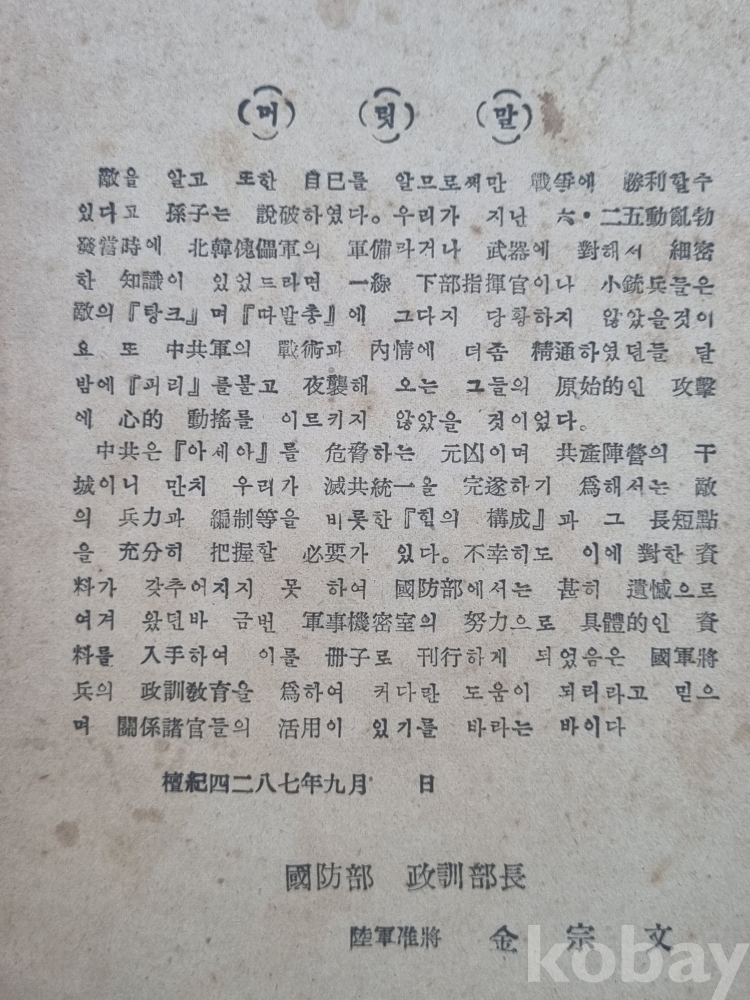 (머) (릿) (말)
敵을 알고 또한 自己를 알므로써만 戰爭에 勝利할수
있다고 孫子는 說破하였다。우리가 지난 六・二五動亂勃
發當時에 北韓傀儡軍의 軍備라거나 武器에 對해서 細密
한 知識이 있었드라면 一線 下部指揮官이나 小銃兵들은
敵의『탕크』며『따발총』에 그다지 당황하지 않았을것이
요 또 中共軍의 戰術과 內情에 더좀 精通하였던들 달
밤에『피리』를불고 夜襲해 오는 그들의 原始的인 攻擊
에 心的 動搖를 이르키지 않았을 것이었다。
中共은『아세아』를 危脅하는 元凶이며 共產陣營의 干
城이니 만치 우리가 滅共統一을 完遂하기 爲해서는 敵
의 兵力과 編制等을 비롯한『힘의 構成』과 그 長短點
을 充分히 把握할 必要가 있다。不幸히도 이에 對한 資
料가 갖추어지지 못 하여 國防部에서는 甚히 遺憾으로
여겨 왔던바 금번 軍事機密室의 努力으로 具體的인 資
料를 入手하여 이를 冊子로 刊行하게 되었음은 國軍將
兵의 政訓敎育을 爲하여 커다란 도움이 되리라고 믿으
며 關係諸官들의 活用이 있기를 바라는 바이다
檀紀四二八七年九月 日
國防部 政訓部長
陸軍准將 金宗文
kobay